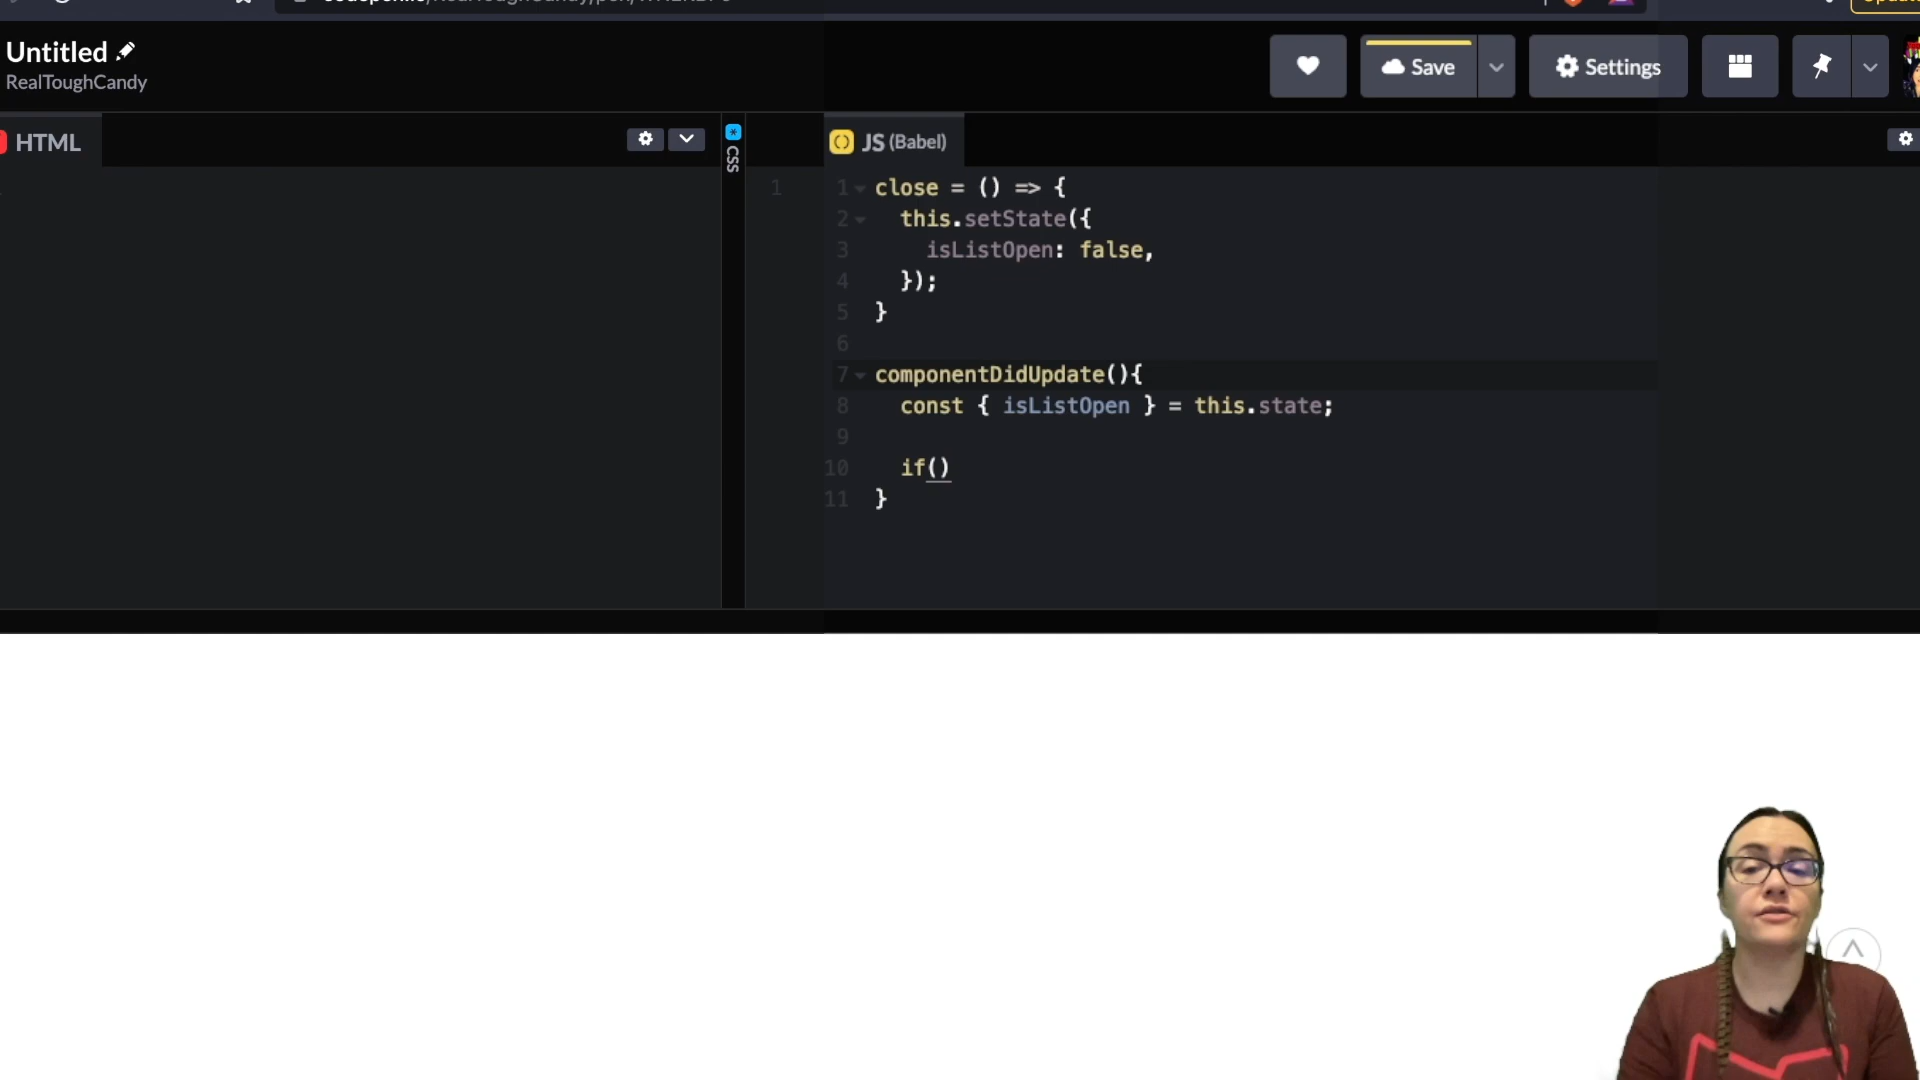 Untitled
RealToughCandy
Save
Settings
HTML
CSS
JS (Babel)
1
1 close = () => {
2 this.setState({
3 isListOpen: false,
4 });
5 }
6
7 componentDidUpdate(){
8 const { isListOpen } = this.state;
9
10 if()
11 }